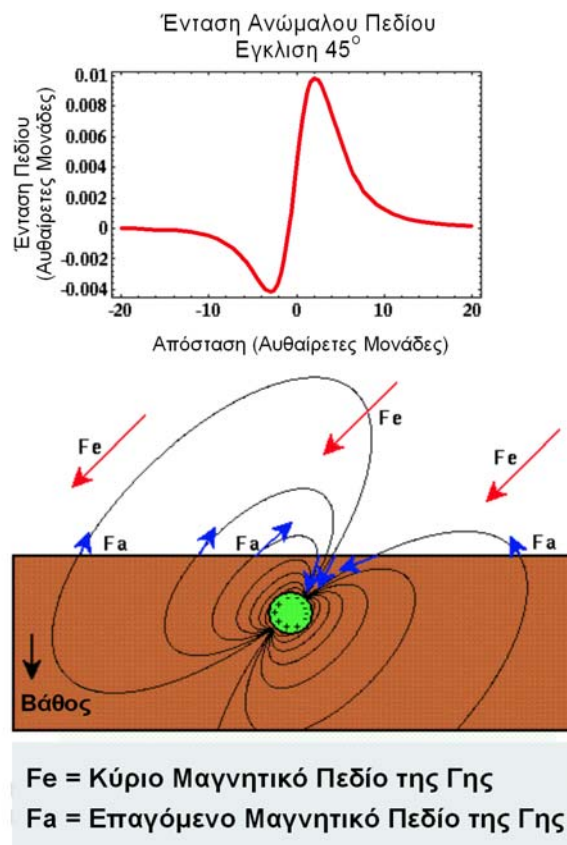 Ένταση Ανώμαλου Πεδίου
Εγκλιση 45°
Ένταση Πεδίου
(Αυθαίρετες Μονάδες)
0.01
0.008
0.006
0.004
0.002
0
-0.002
-0.004
-20 -10 0 10 20
Απόσταση (Αυθαίρετες Μονάδες)
Fe Fe Fe
Fa Fa Fa
Βάθος
Fe = Κύριο Μαγνητικό Πεδίο της Γης
Fa = Επαγόμενο Μαγνητικό Πεδίο της Γης